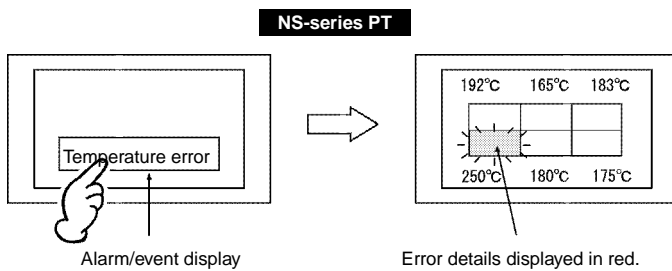 NS-series PT
Temperature error
192°C 165°C 183°C
250°C 180°C 175°C
Alarm/event display
Error details displayed in red.